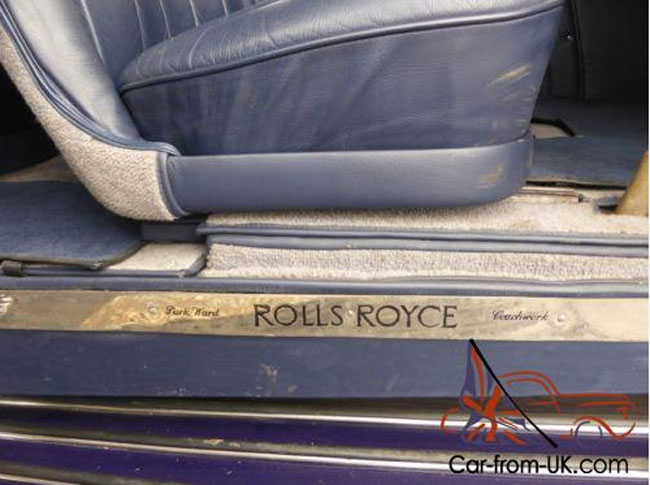 Park Ward ROLLS ROYCE Coachwork
Car-from-UK.com